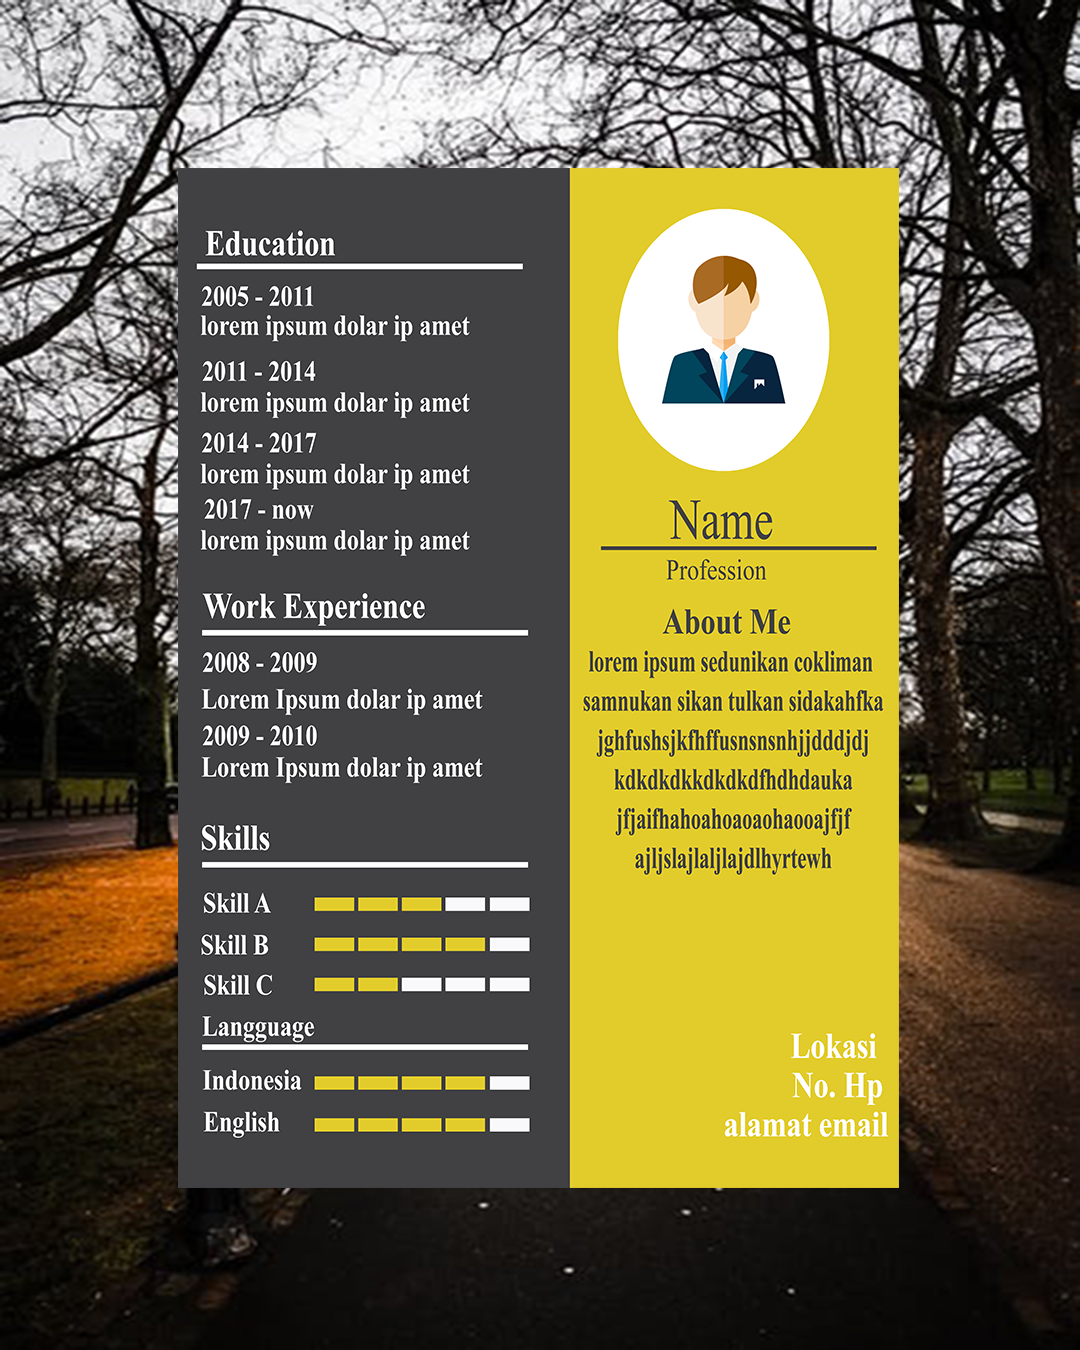 Education
2005 - 2011
lorem ipsum dolar ip amet
2011 - 2014
lorem ipsum dolar ip amet
2014 - 2017
lorem ipsum dolar ip amet
2017 - now
lorem ipsum dolar ip amet
Work Experience
2008 - 2009
Lorem Ipsum dolar ip amet
2009 - 2010
Lorem Ipsum dolar ip amet
Skills
Skill A
Skill B
Skill C
Langguage
Indonesia
English
Name
Profession
About Me
lorem ipsum sedunikan cokliman
samnukan sikan tulkan sidakahfka
jghfushsjkfhffusnsnsnhjjdddjdj
kdkdkdkkdkdkdfhdhdauka
jfjaifhahoahoaoaohaooajfjf
ajljslajlaljlajdlhyrtewh
Lokasi
No. Hp
alamat email